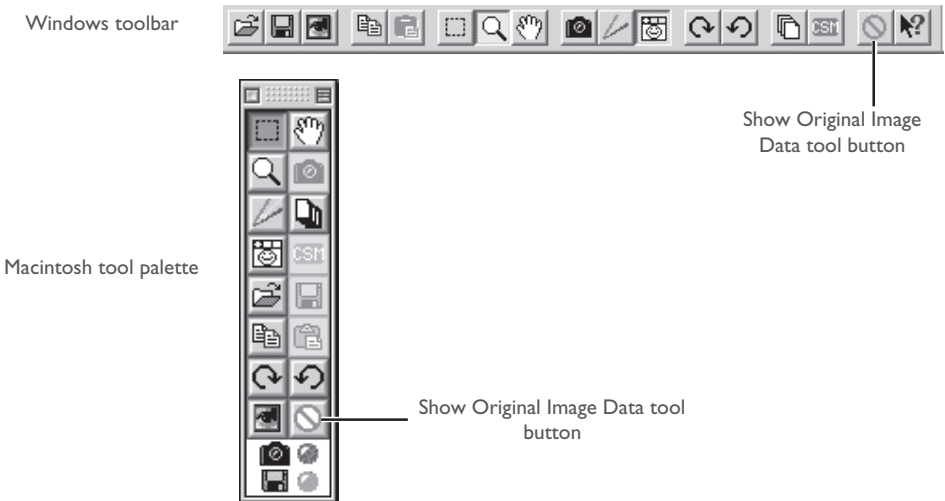 Windows toolbar
CSM
Show Original Image
Data tool button
Macintosh tool palette
CSM
Show Original Image Data tool
button